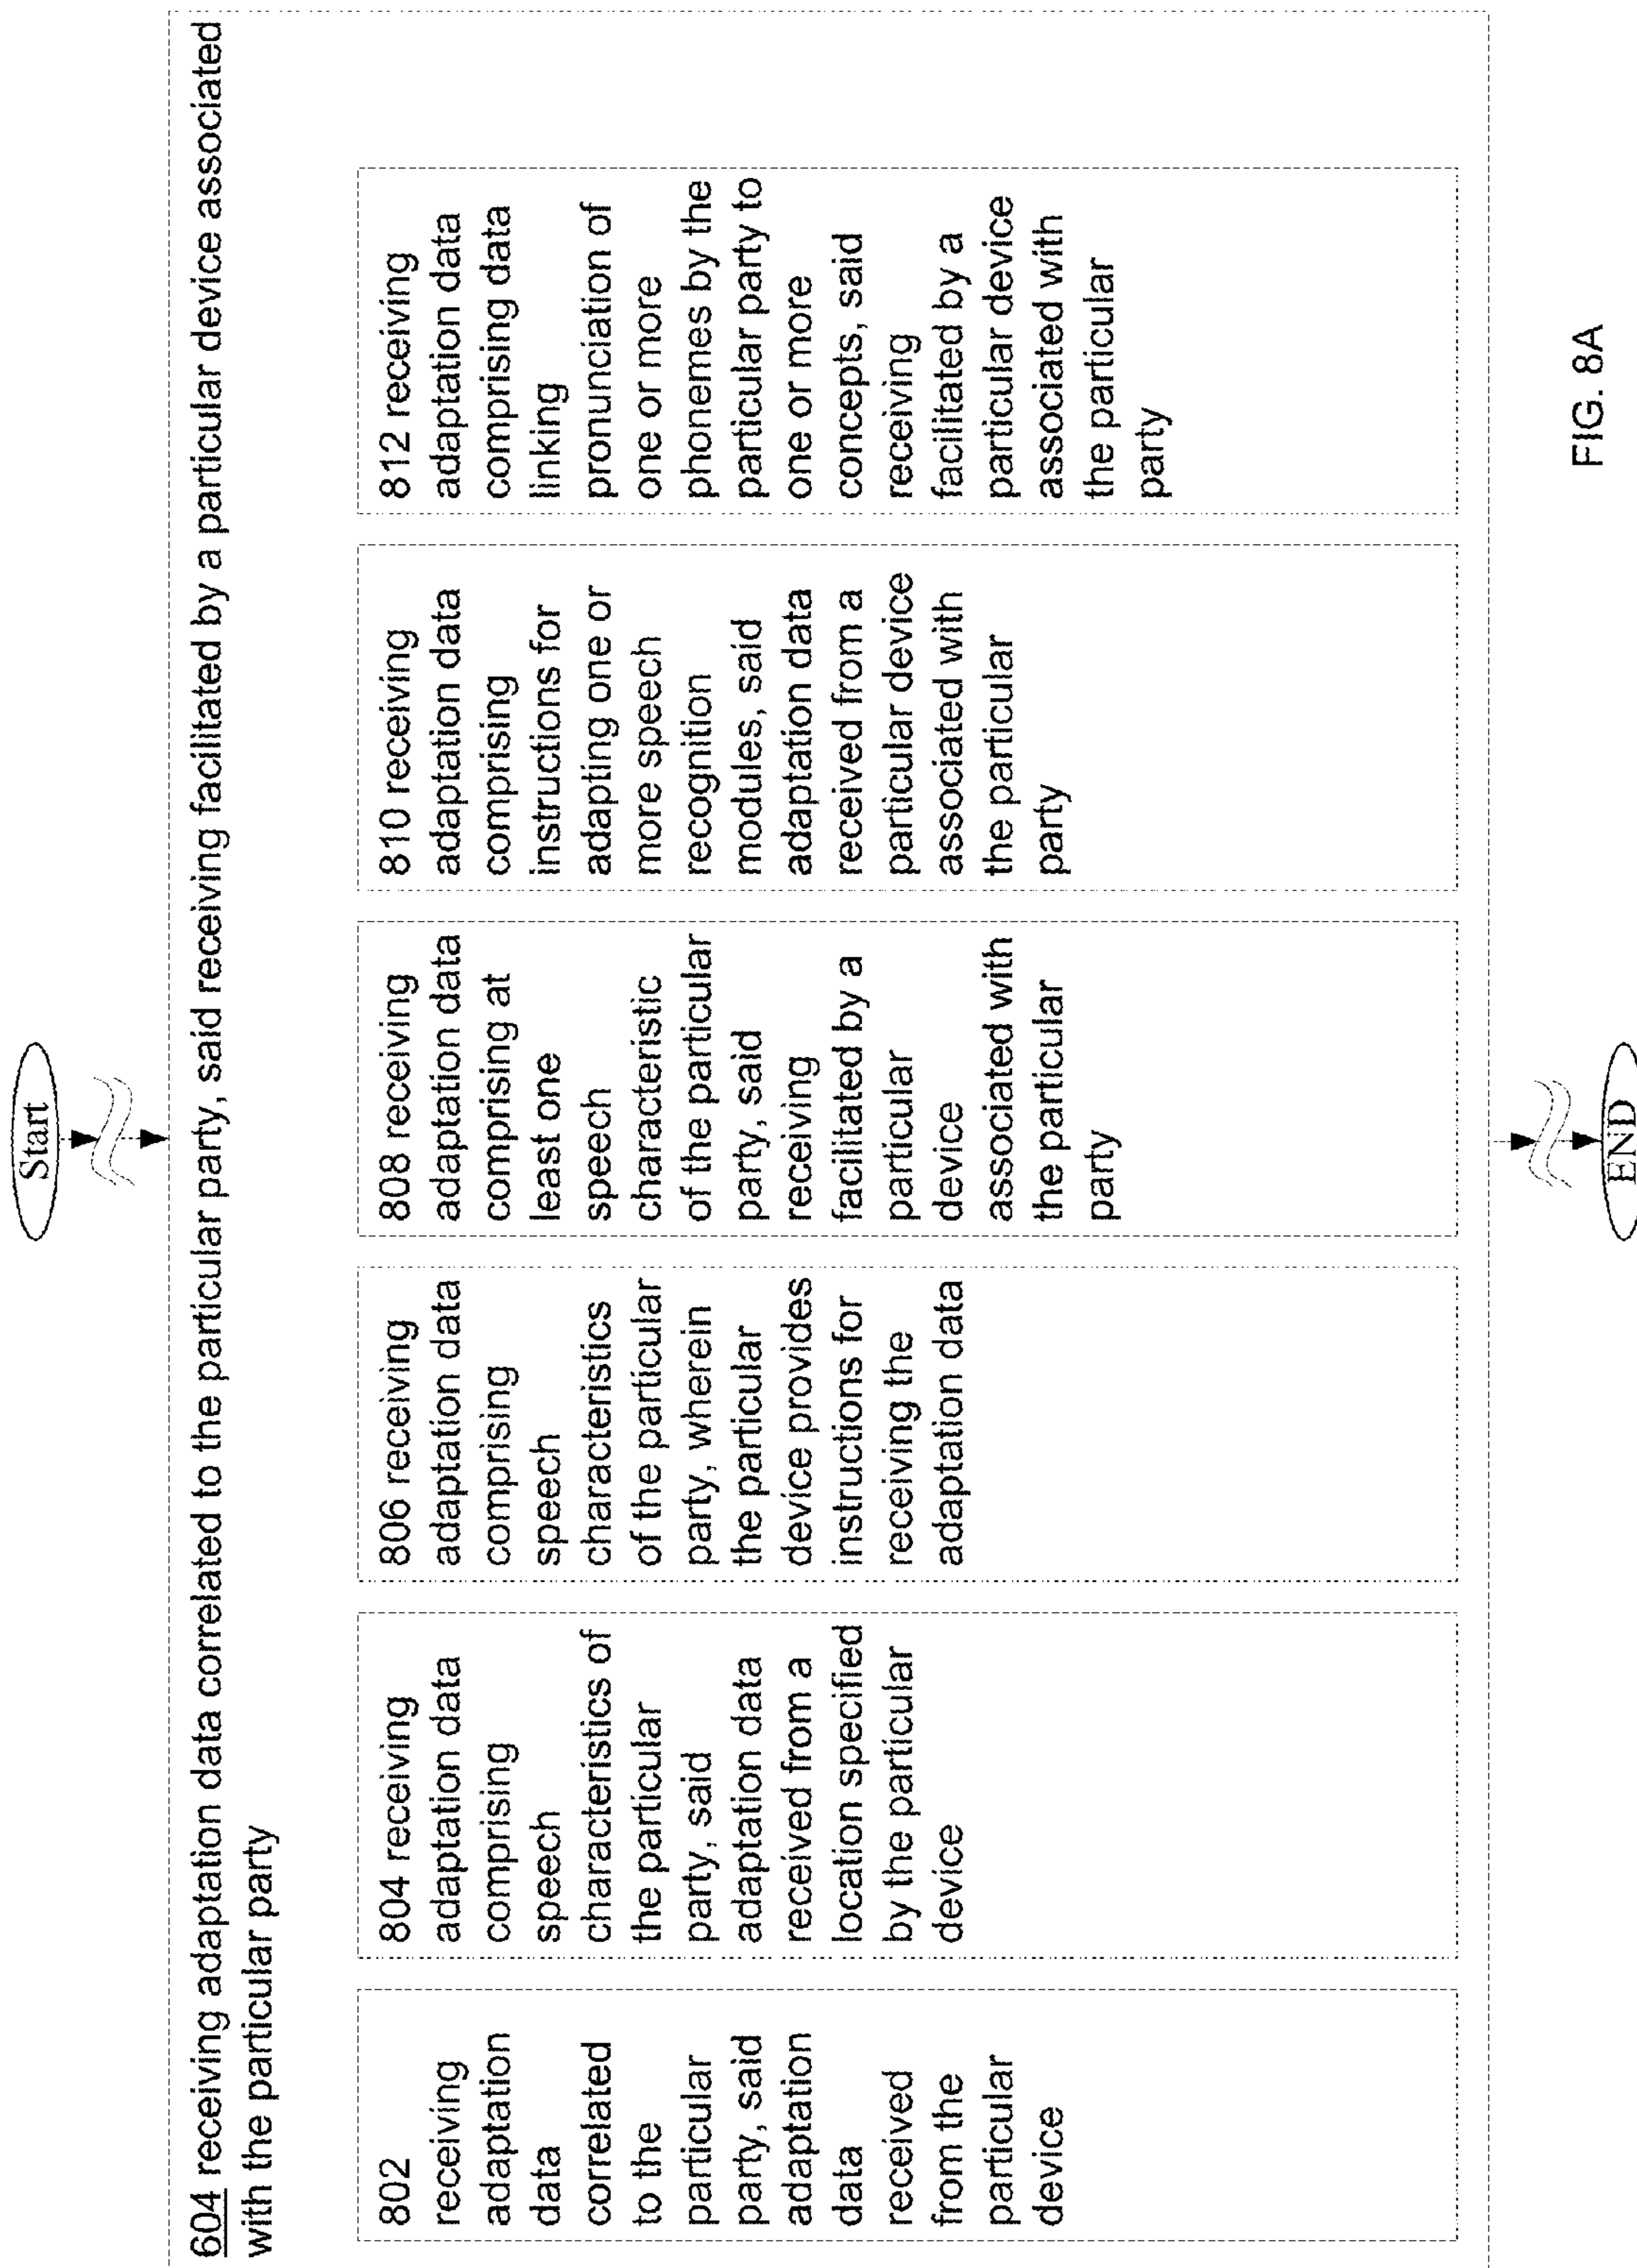 Start
604 receiving adaptation data correlated to the particular party, said receiving facilitated by a particular device associated
with the particular party
802
receiving
adaptation
data
correlated
to the
particular
party, said
adaptation
data
received
from the
particular
device
804 receiving
adaptation data
comprising
speech
characteristics of
the particular
party, said
adaptation data
received from a
location specified
by the particular
device
806 receiving
adaptation data
comprising
speech
characteristics
of the particular
party, wherein
the particular
device provides
instructions for
receiving the
adaptation data
808 receiving
adaptation data
comprising at
least one
speech
characteristic
of the particular
party, said
receiving
facilitated by a
particular
device
associated with
the particular
party
810 receiving
adaptation data
comprising
instructions for
adapting one or
more speech
recognition
modules, said
adaptation data
received from a
particular device
associated with
the particular
party
812 receiving
adaptation data
comprising data
linking
pronunciation of
one or more
phonemes by the
particular party to
one or more
concepts, said
receiving
facilitated by a
particular device
associated with
the particular
party
END
FIG. 8A